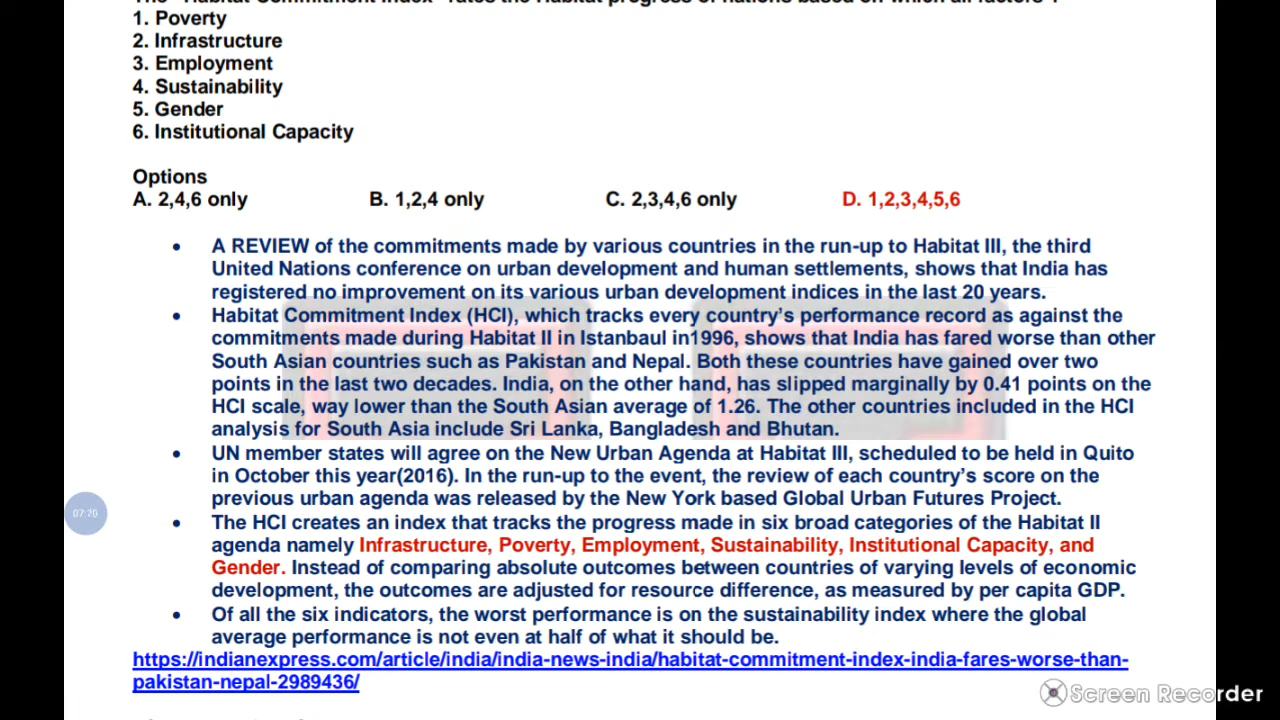 The "Habitat Commitment Index" rates the Habitat progress of nations based on which all factors ?
1. Poverty
2. Infrastructure
3. Employment
4. Sustainability
5. Gender
6. Institutional Capacity
Options
A. 2,4,6 only B. 1,2,4 only C. 2,3,4,6 only D. 1,2,3,4,5,6
• A REVIEW of the commitments made by various countries in the run-up to Habitat III, the third
United Nations conference on urban development and human settlements, shows that India has
registered no improvement on its various urban development indices in the last 20 years.
• Habitat Commitment Index (HCI), which tracks every country's performance record as against the
commitments made during Habitat II in Istanbaul in1996, shows that India has fared worse than other
South Asian countries such as Pakistan and Nepal. Both these countries have gained over two
points in the last two decades. India, on the other hand, has slipped marginally by 0.41 points on the
HCI scale, way lower than the South Asian average of 1.26. The other countries included in the HCI
analysis for South Asia include Sri Lanka, Bangladesh and Bhutan.
• UN member states will agree on the New Urban Agenda at Habitat III, scheduled to be held in Quito
in October this year(2016). In the run-up to the event, the review of each country's score on the
previous urban agenda was released by the New York based Global Urban Futures Project.
07:20
• The HCI creates an index that tracks the progress made in six broad categories of the Habitat II
agenda namely Infrastructure, Poverty, Employment, Sustainability, Institutional Capacity, and
Gender. Instead of comparing absolute outcomes between countries of varying levels of economic
development, the outcomes are adjusted for resource difference, as measured by per capita GDP.
• Of all the six indicators, the worst performance is on the sustainability index where the global
average performance is not even at half of what it should be.
https://indianexpress.com/article/india/india-news-india/habitat-commitment-index-india-fares-worse-than-
pakistan-nepal-2989436/
Screen Recorder